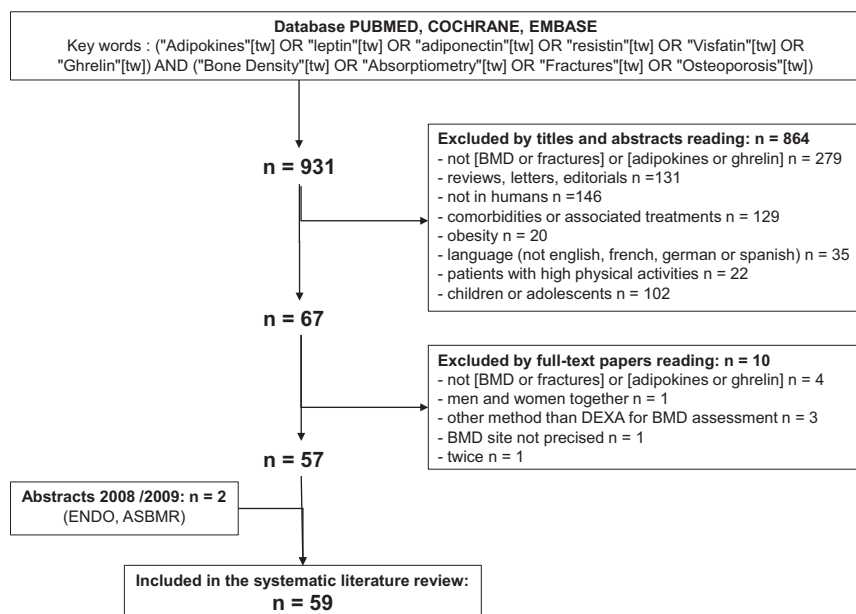 Database PUBMED, COCHRANE, EMBASE
Key words : ("Adipokines"[tw] OR "leptin"[tw] OR "adiponectin"[tw] OR "resistin"[tw] OR "Visfatin"[tw] OR
"Ghrelin"[tw]) AND ("Bone Density"[tw] OR "Absorptiometry"[tw] OR "Fractures"[tw] OR "Osteoporosis"[tw])
n = 931
Excluded by titles and abstracts reading: n = 864
- not [BMD or fractures] or [adipokines or ghrelin] n = 279
- reviews, letters, editorials n =131
- not in humans n =146
- comorbidities or associated treatments n = 129
- obesity n = 20
- language (not english, french, german or spanish) n = 35
- patients with high physical activities n = 22
- children or adolescents n = 102
n = 67
Excluded by full-text papers reading: n = 10
- not [BMD or fractures] or [adipokines or ghrelin] n = 4
- men and women together n = 1
- other method than DEXA for BMD assessment n = 3
- BMD site not precised n = 1
- twice n = 1
n = 57
Abstracts 2008 /2009: n = 2
(ENDO, ASBMR)
Included in the systematic literature review:
n = 59